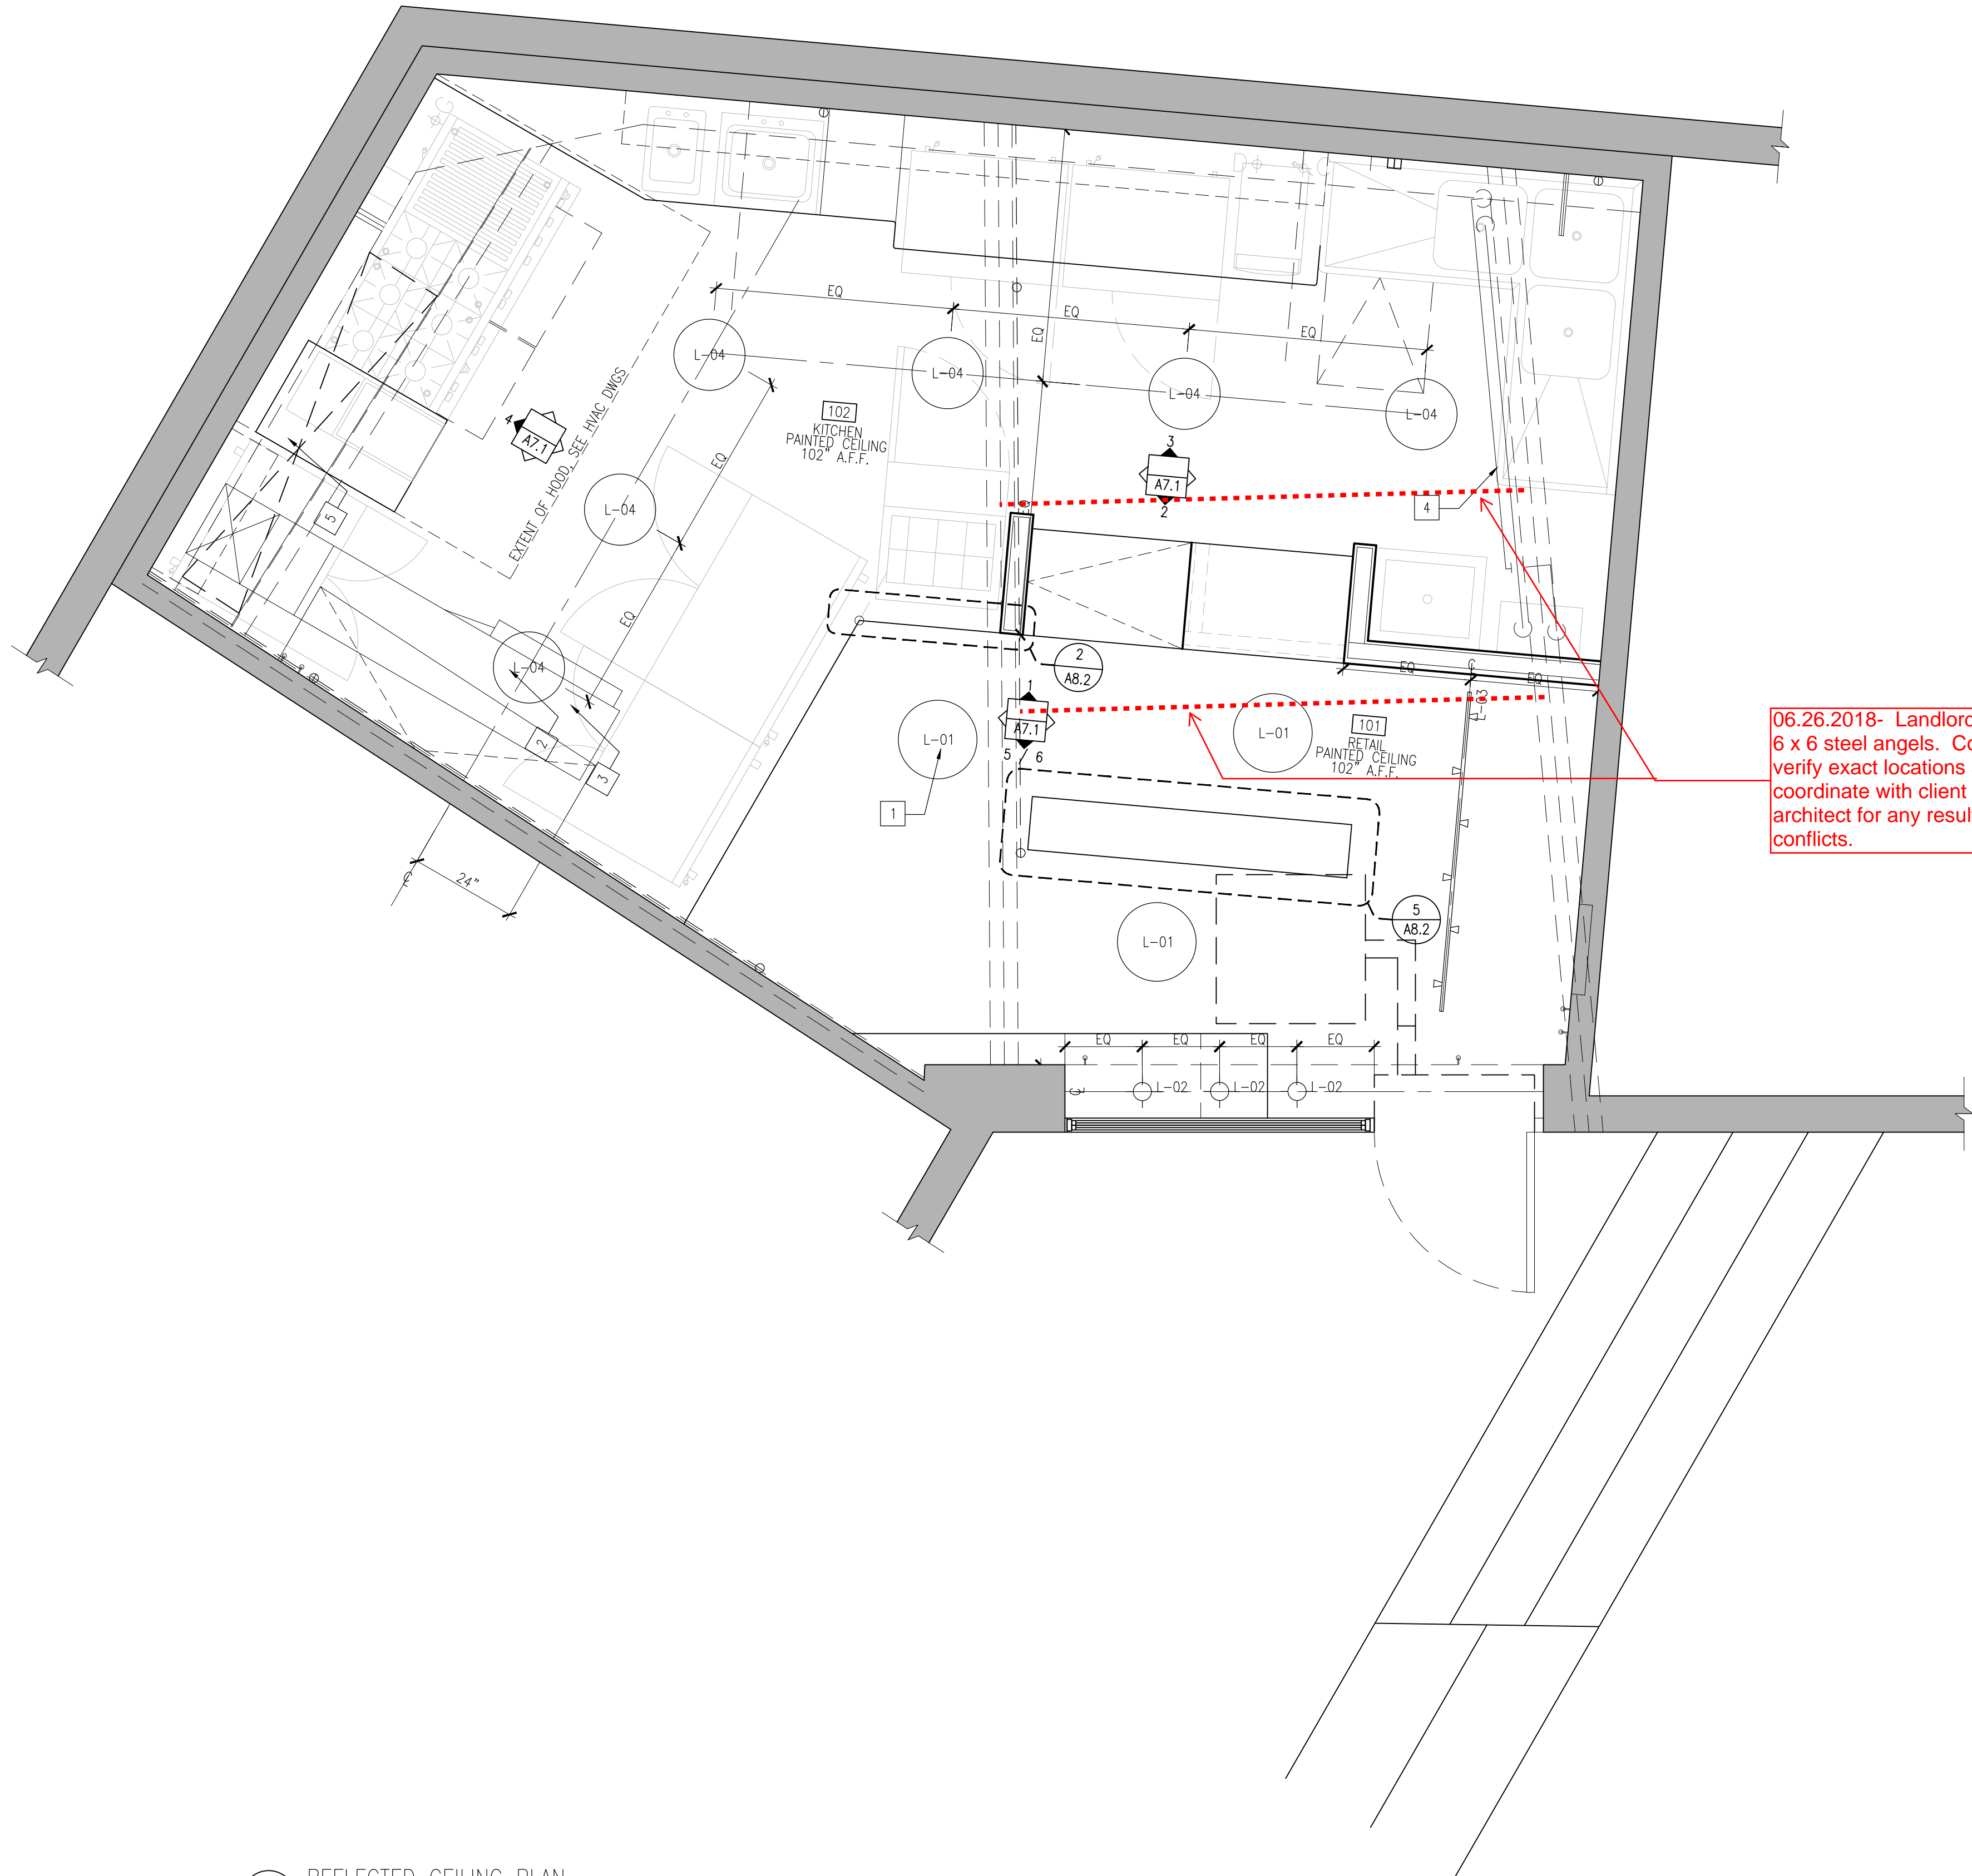 EQ
EQ
EQ
EQ
L-04
L-04
L-04
L-04
102
KITCHEN
PAINTED CEILING
102" A.F.F.
4
A7.1
EXTENT OF HOOD, SEE HVAC DWGS
3
A7.1
2
4
5
L-04
EQ
EQ
EQ
L-04
2
3
2
A8.2
EQ
EQ
L-03
1
A7.1
5 6
L-01
L-01
101
RETAIL
PAINTED CEILING
102" A.F.F.
1
06.26.2018- Landlord
6 x 6 steel angels.
verify exact locations
coordinate with client
architect for any
conflicts.
24"
L-01
5
A8.2
EQ
EQ
EQ
EQ
L-02
L-02
L-02
REFLECTED CEILING PLAN